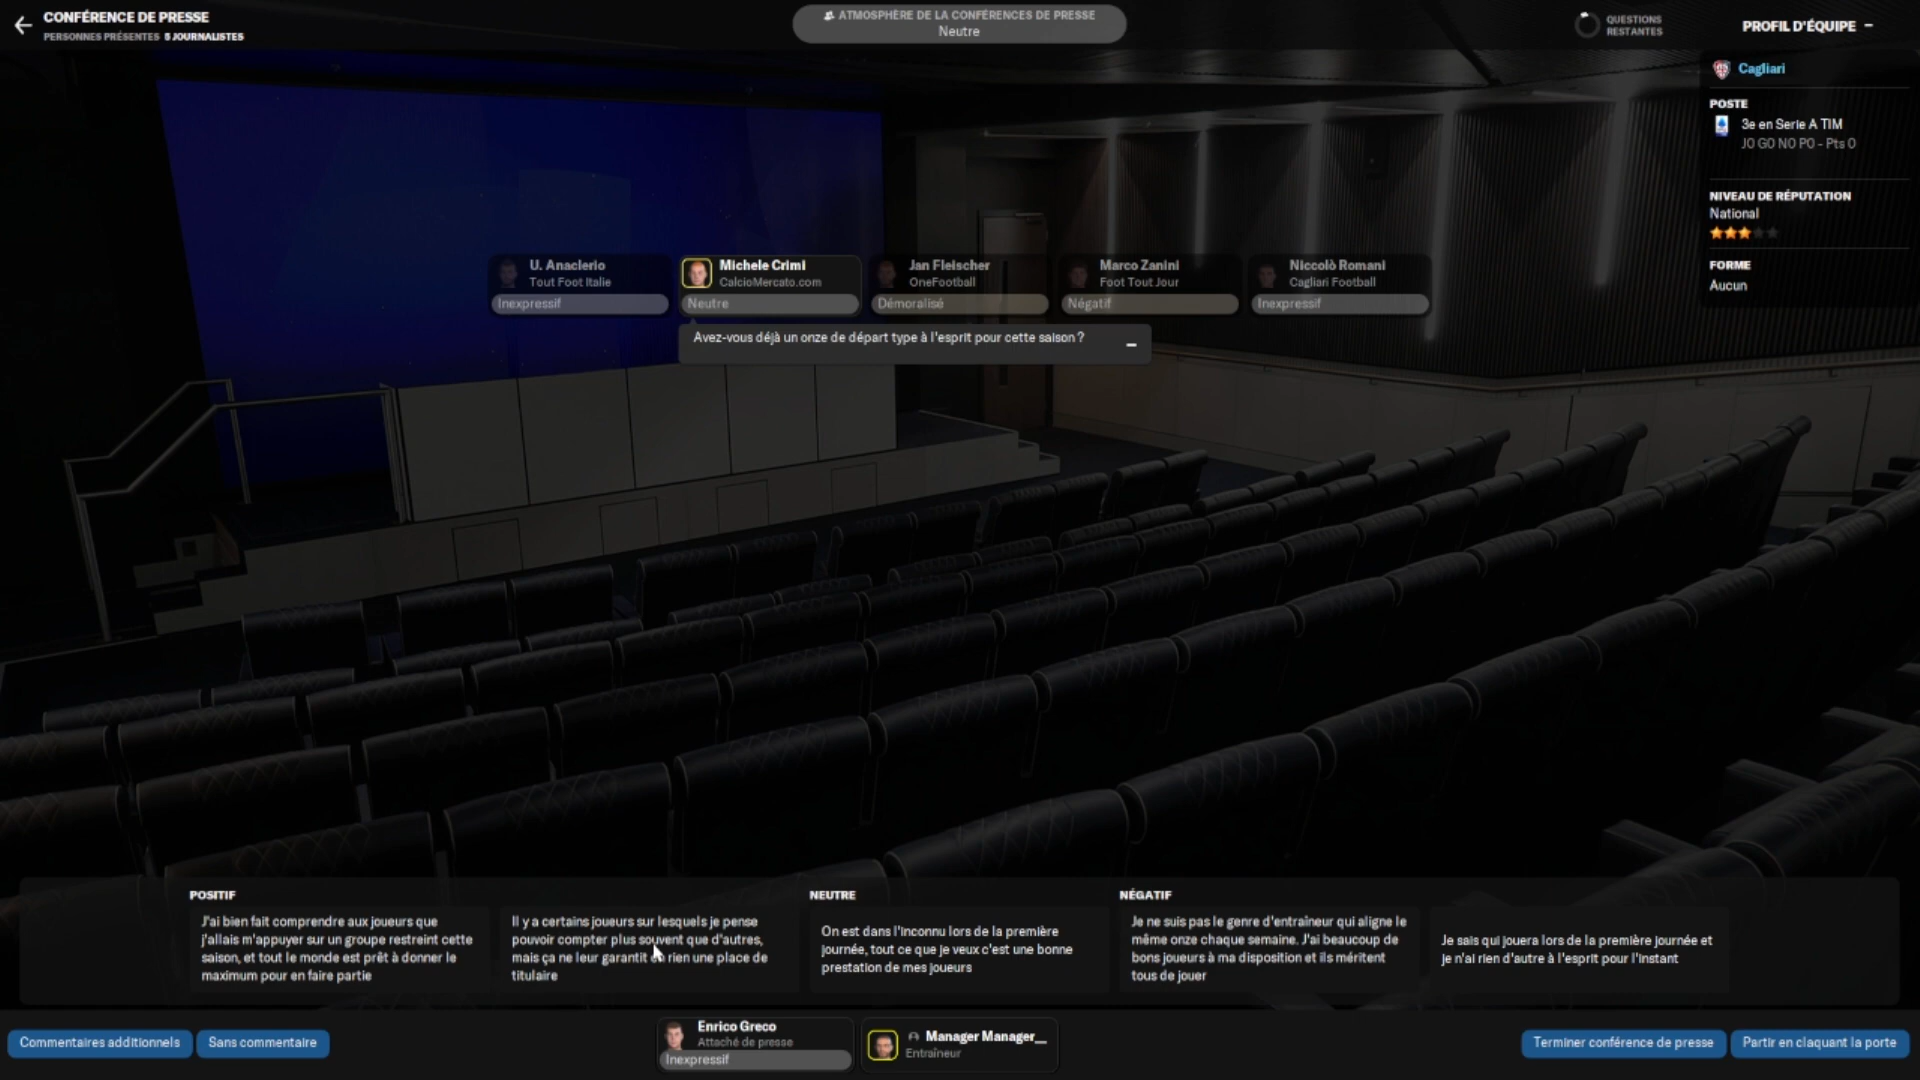 CONFÉRENCE DE PRESSE
PERSONNES PRÉSENTES 5 JOURNALISTES
ATMOSPHÈRE DE LA CONFÉRENCES DE PRESSE
Neutre
QUESTIONS
RESTANTES
PROFIL D'ÉQUIPE –
Cagliari
POSTE
3e en Serie A TIM
J0 G0 N0 P0 - Pts 0
NIVEAU DE RÉPUTATION
National
FORME
Aucun
U. Anaclerio
Tout Foot Italie
Inexpressif
Michele Crimi
CalcioMercato.com
Neutre
Jan Fleischer
OneFootball
Démoralisé
Marco Zanini
Foot Tout Jour
Négatif
Niccolò Romani
Cagliari Football
Inexpressif
Avez-vous déjà un onze de départ type à l'esprit pour cette saison ?
POSITIF
J'ai bien fait comprendre aux joueurs que
j'allais m'appuyer sur un groupe restreint cette
saison, et tout le monde est prêt à donner le
maximum pour en faire partie
Il y a certains joueurs sur lesquels je pense
pouvoir compter plus souvent que d'autres,
mais ça ne leur garantit en rien une place de
titulaire
NEUTRE
On est dans l'inconnu lors de la première
journée, tout ce que je veux c'est une bonne
prestation de mes joueurs
NÉGATIF
Je ne suis pas le genre d'entraîneur qui aligne le
même onze chaque semaine. J'ai beaucoup de
bons joueurs à ma disposition et ils méritent
tous de jouer
Je sais qui jouera lors de la première journée et
je n'ai rien d'autre à l'esprit pour l'instant
Commentaires additionnels
Sans commentaire
Enrico Greco
Attaché de presse
Inexpressif
Manager Manager__
Entraîneur
Terminer conférence de presse
Partir en claquant la porte